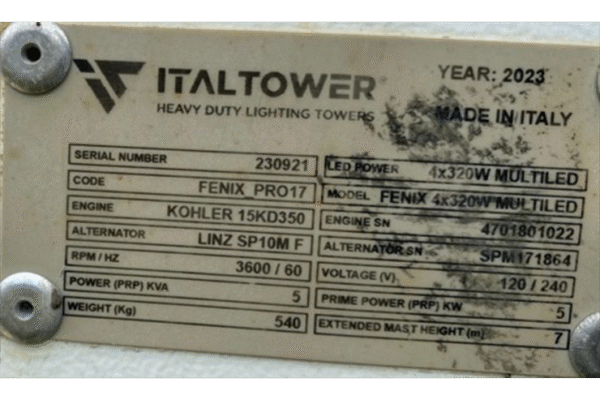 ITALTOWER
HEAVY DUTY LIGHTING TOWERS
YEAR: 2023
MADE IN ITALY
SERIAL NUMBER 230921
CODE FENIX_PRO17
ENGINE KOHLER 15KD350
ALTERNATOR LINZ SP10M F
RPM / HZ 3600 / 60
POWER (PRP) KVA 5
WEIGHT (Kg) 540
LED POWER 4x320W MULTILED
MODEL FENIX 4x320W MULTILED
ENGINE SN 4701801022
ALTERNATOR SN SPM171864
VOLTAGE (V) 120 / 240
PRIME POWER (PRP) KW 5
EXTENDED MAST HEIGHT (m) 7